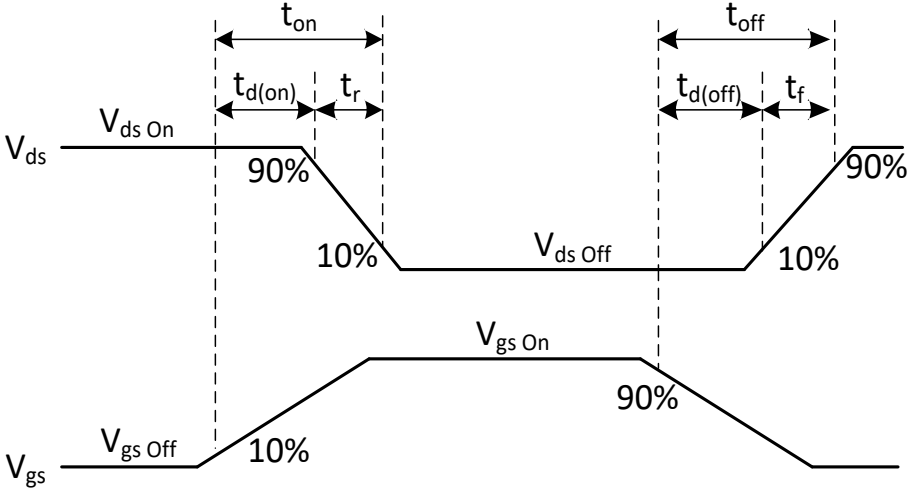 t_on t_off
t_d(on) t_r t_d(off) t_f
V_ds On
V_ds 90% 90%
10% V_ds Off 10%
V_gs On
90%
V_gs Off 10%
V_gs